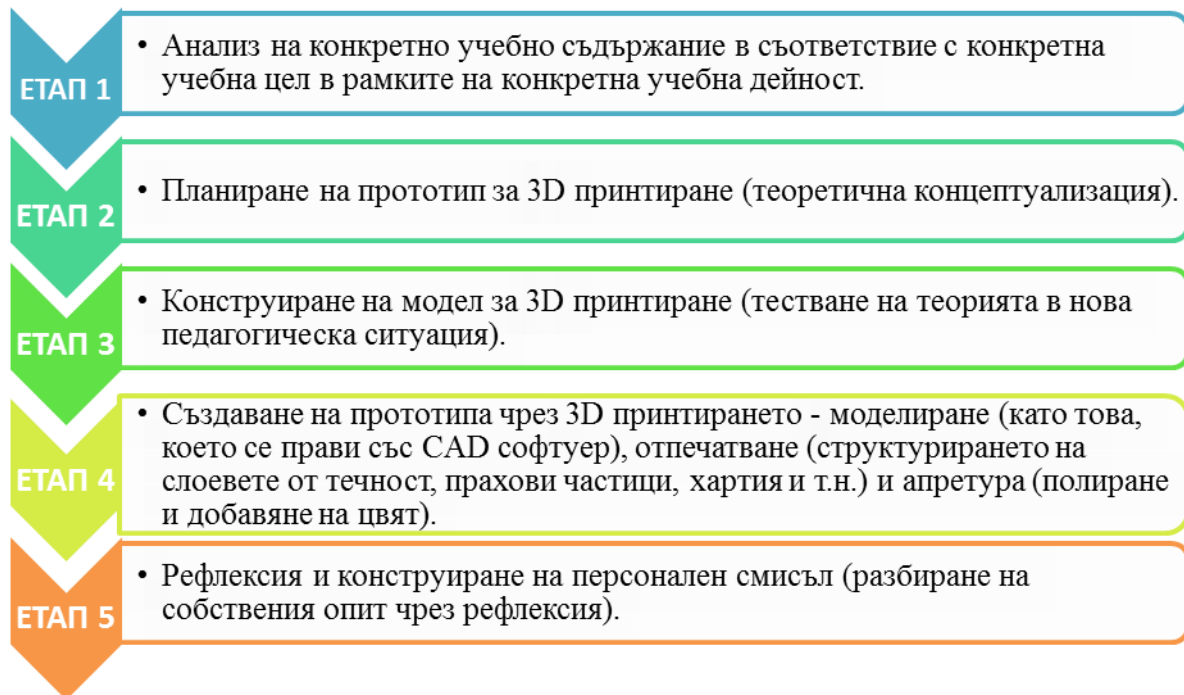 ЕТАП 1
• Анализ на конкретно учебно съдържание в съответствие с конкретна
учебна цел в рамките на конкретна учебна дейност.
ЕТАП 2
• Планиране на прототип за 3D принтиране (теоретична концептуализация).
ЕТАП 3
• Конструиране на модел за 3D принтиране (тестване на теорията в нова
педагогическа ситуация).
ЕТАП 4
• Създаване на прототипа чрез 3D принтирането - моделиране (като това,
което се прави със CAD софтуер), отпечатване (структурирането на
слоевете от течност, прахови частици, хартия и т.н.) и апретура (полиране
и добавяне на цвят).
ЕТАП 5
• Рефлексия и конструиране на персонален смисъл (разбиране на
собствения опит чрез рефлексия).